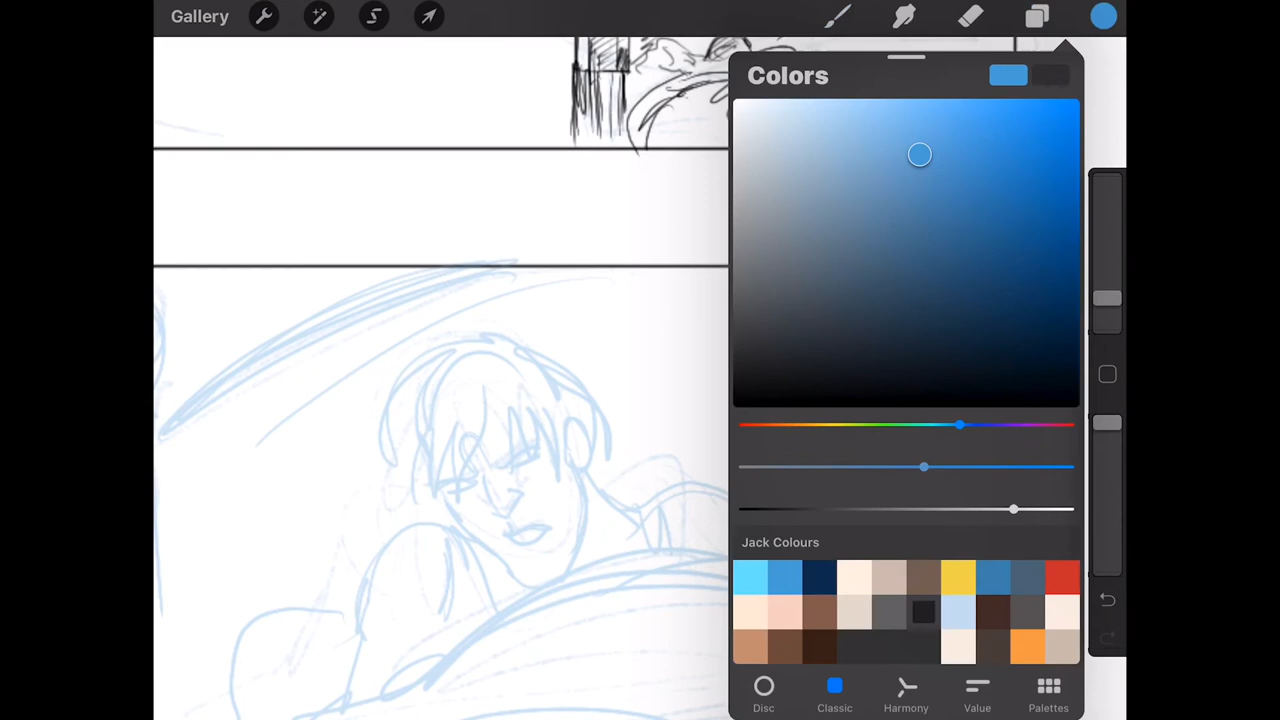 Gallery
Colors
Jack Colours
Disc
Classic
Harmony
Value
Palettes